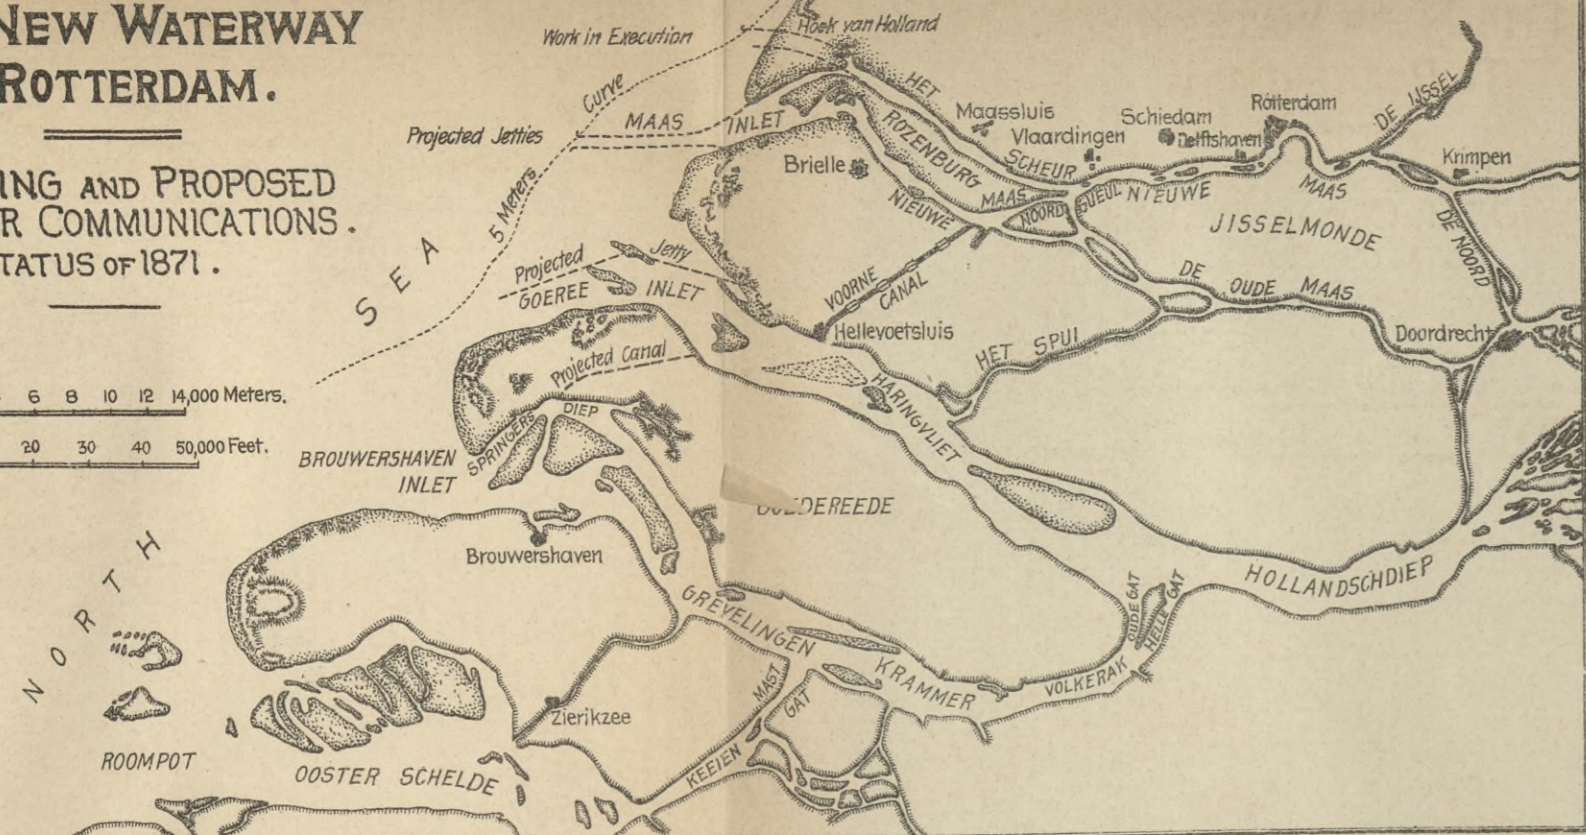 NEW WATERWAY
ROTTERDAM.
ING AND PROPOSED
R COMMUNICATIONS.
TATUS OF 1871.
6 8 10 12 14,000 Meters.
20 30 40 50,000 Feet.
Work in Execution
Hoek van Holland
Curve
5 Meters
Projected Jetties
MAAS INLET
HET SCHEUR
ROZENBURG
Maassluis
Vlaardingen
Schiedam
Delftshaven
Rotterdam
DE IJSSEL
Krimpen
Brielle
NIEUWE MAAS
NOORD GUEUL
NIEUWE MAAS
JISSELMONDE
DE NOORD
SEA
Projected Jetty
GOEREE INLET
VOORNE CANAL
DE OUDE MAAS
Hellevoetsluis
HET SPUI
Doordrecht
Projected Canal
HARINGVLIET
SPRINGERS DIEP
BROUWERSHAVEN
INLET
OEDEREEDE
Brouwershaven
NORTH
GREVELINGEN
OUDE GAT
HELLE GAT
HOLLANDSCHDIEP
KRAMMER
VOLKERAK
MAST GAT
Zierikzee
KEEIEN
ROOMPOT
OOSTER SCHELDE